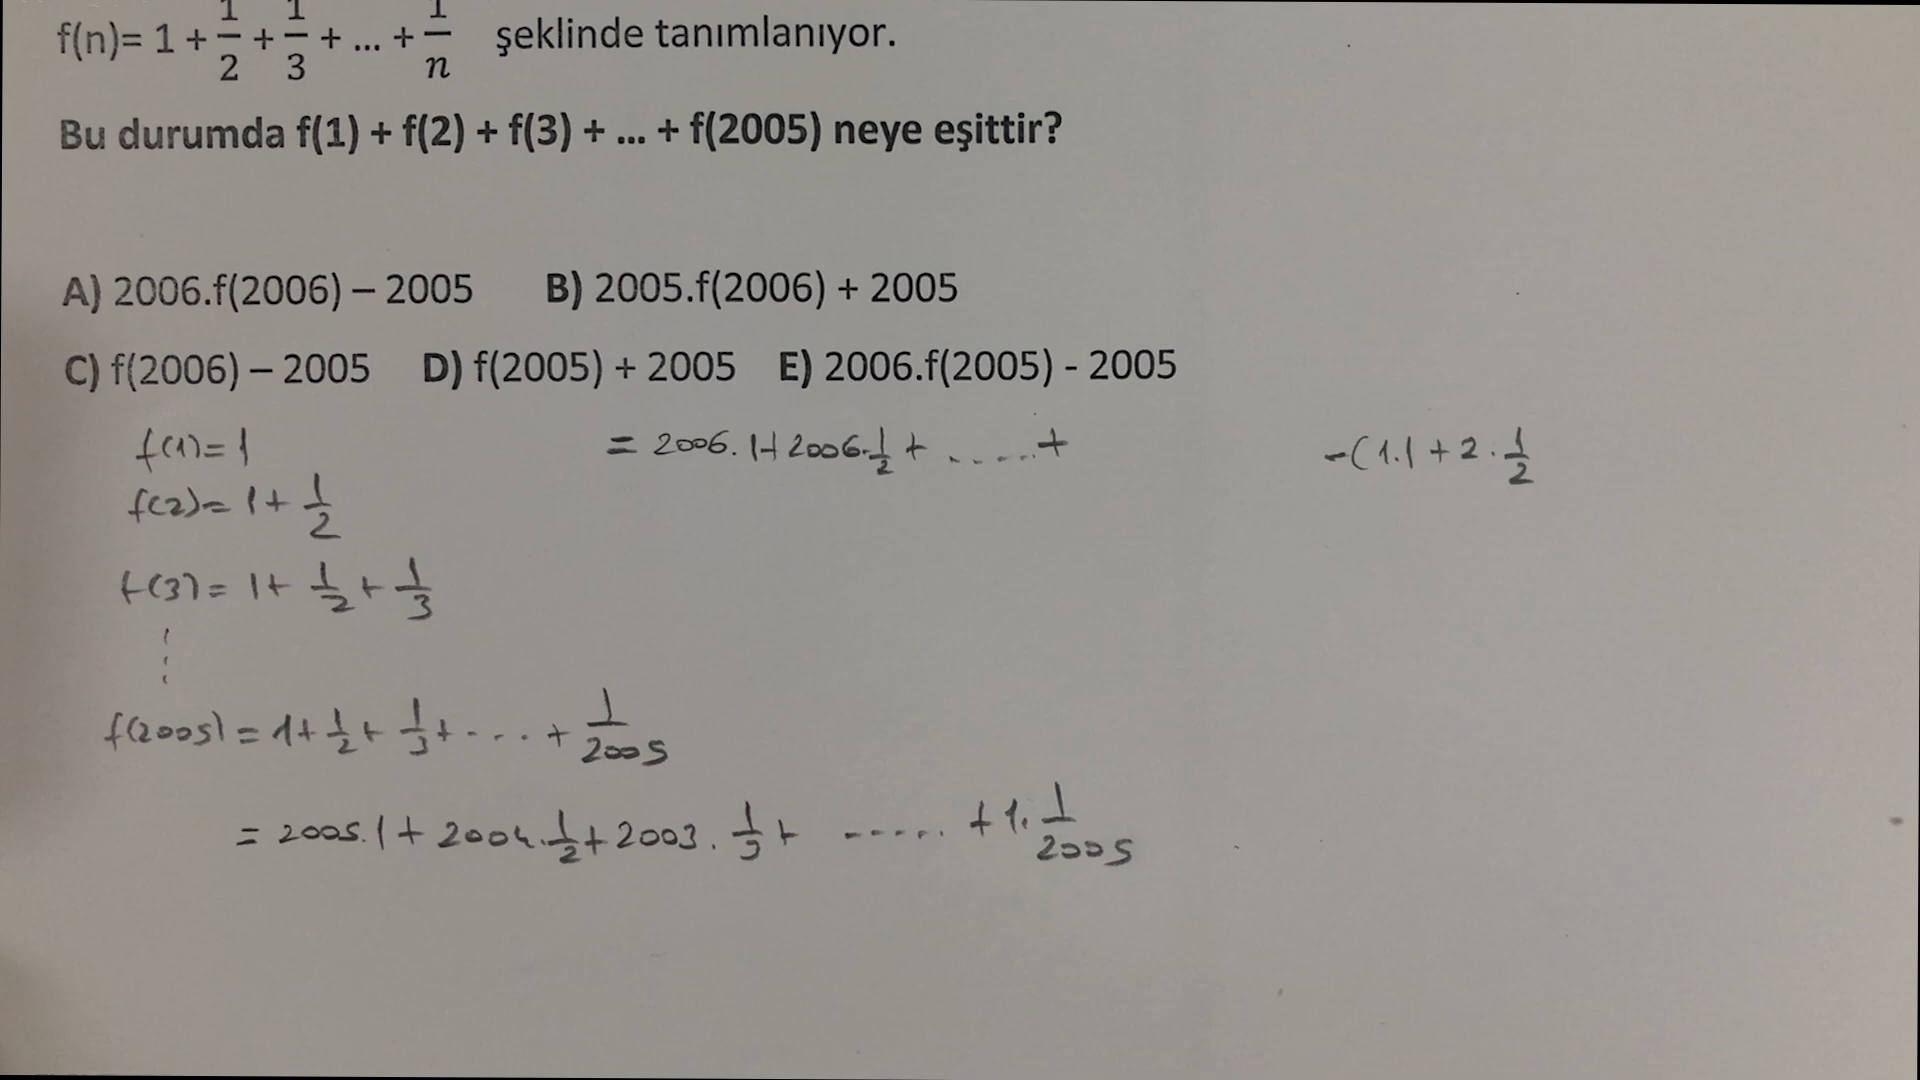 f(n)= 1 + 1/2 + 1/3 + ... + 1/n şeklinde tanımlanıyor.
Bu durumda f(1) + f(2) + f(3) + ... + f(2005) neye eşittir?
A) 2006.f(2006) – 2005 B) 2005.f(2006) + 2005
C) f(2006) – 2005 D) f(2005) + 2005 E) 2006.f(2005) - 2005
f(1)= 1
= 2006.1+2006.1/2 + ......+ -(1.1+2.1/2
f(2)= 1+ 1/2
f(3)= 1+ 1/2 + 1/3
f(2005) = 1+ 1/2 + 1/3 + .... + 1/2005
= 2005.1 + 2004.1/2 + 2003.1/3 + ...... + 1.1/2005